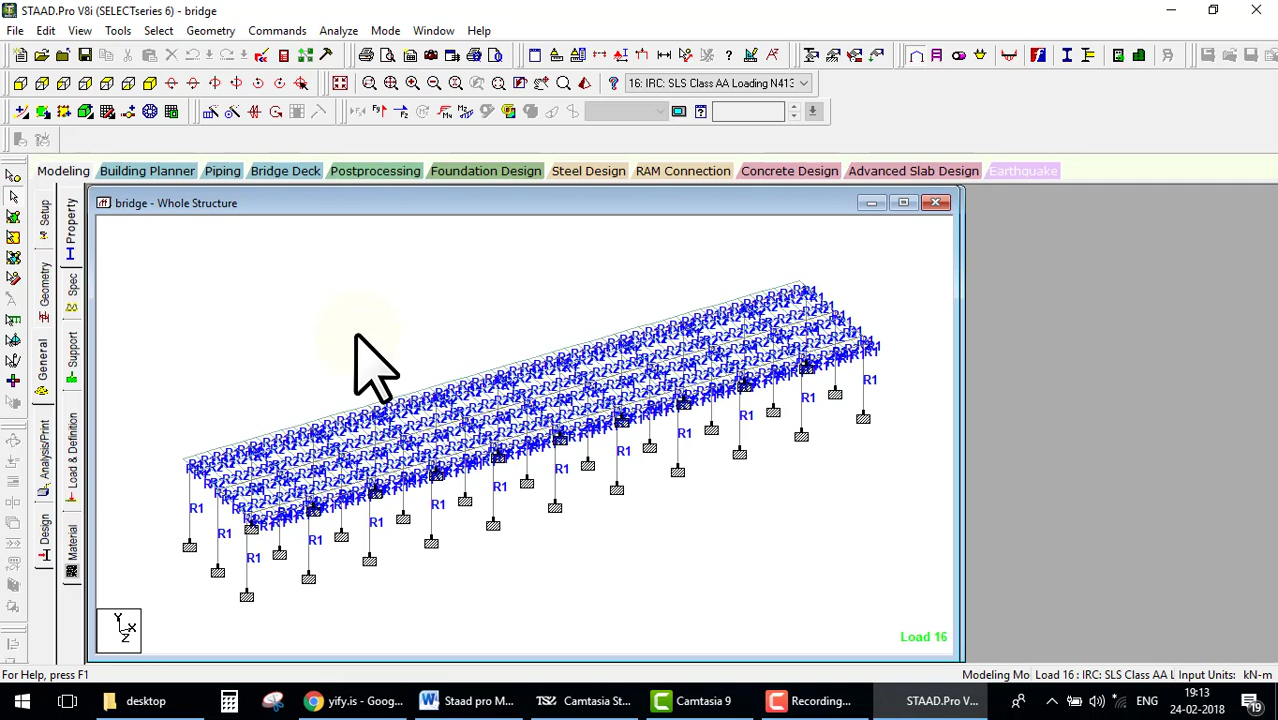 STAAD.Pro V8i (SELECTseries 6) - bridge
File Edit View Tools Select Geometry Commands Analyze Mode Window Help
16: IRC: SLS Class AA Loading N413
Modeling Building Planner Piping Bridge Deck Postprocessing Foundation Design Steel Design RAM Connection Concrete Design Advanced Slab Design Earthquake
bridge - Whole Structure
Setup
Geometry
General
Analysis/Print
Design
Property
Spec
Support
Load & Definition
Material
R1
R1
R1
R1
R1
R1
R1
R1
R1
R1
R1
R1
R1
Y
X
Z
Load 16
For Help, press F1
Modeling Mo Load 16 : IRC: SLS Class AA L Input Units: kN-m
desktop
yify.is - Goog...
Staad pro M...
Camtasia St...
Camtasia 9
Recording...
STAAD.Pro V...
ENG
19:13
24-02-2018
19